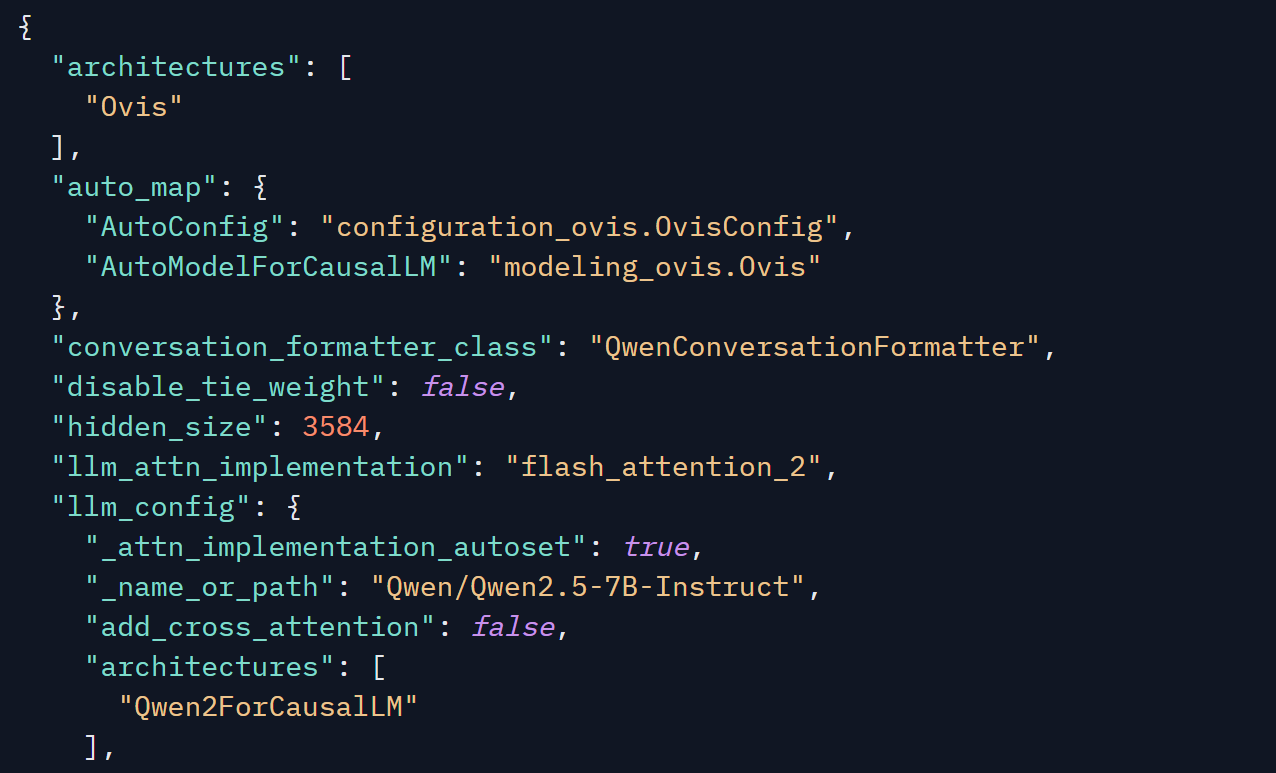 {
  "architectures": [
    "Ovis"
  ],
  "auto_map": {
    "AutoConfig": "configuration_ovis.OvisConfig",
    "AutoModelForCausalLM": "modeling_ovis.Ovis"
  },
  "conversation_formatter_class": "QwenConversationFormatter",
  "disable_tie_weight": false,
  "hidden_size": 3584,
  "llm_attn_implementation": "flash_attention_2",
  "llm_config": {
    "_attn_implementation_autoset": true,
    "_name_or_path": "Qwen/Qwen2.5-7B-Instruct",
    "add_cross_attention": false,
    "architectures": [
      "Qwen2ForCausalLM"
    ],